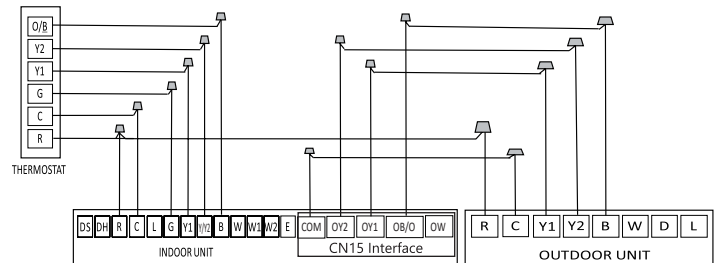 O/B
Y2
Y1
G
C
R
THERMOSTAT
DS DH R C L G Y1 Y/Y2 B W W1 W2 E COM OY2 OY1 OB/O OW
INDOOR UNIT
CN15 Interface
R C Y1 Y2 B W D L
OUTDOOR UNIT